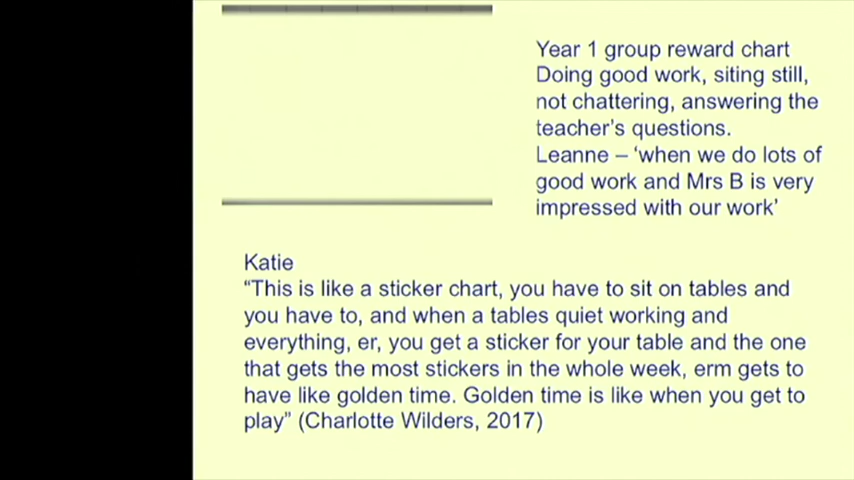 Year 1 group reward chart
Doing good work, siting still,
not chattering, answering the
teacher's questions.
Leanne – ‘when we do lots of
good work and Mrs B is very
impressed with our work’
Katie
“This is like a sticker chart, you have to sit on tables and
you have to, and when a tables quiet working and
everything, er, you get a sticker for your table and the one
that gets the most stickers in the whole week, erm gets to
have like golden time. Golden time is like when you get to
play” (Charlotte Wilders, 2017)